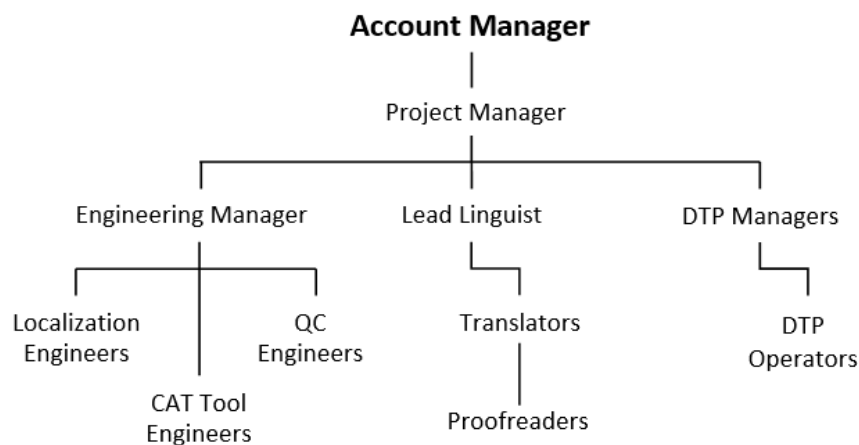 Account Manager
Project Manager
Engineering Manager
Lead Linguist
DTP Managers
Localization
Engineers
QC
Engineers
Translators
DTP
Operators
CAT Tool
Engineers
Proofreaders